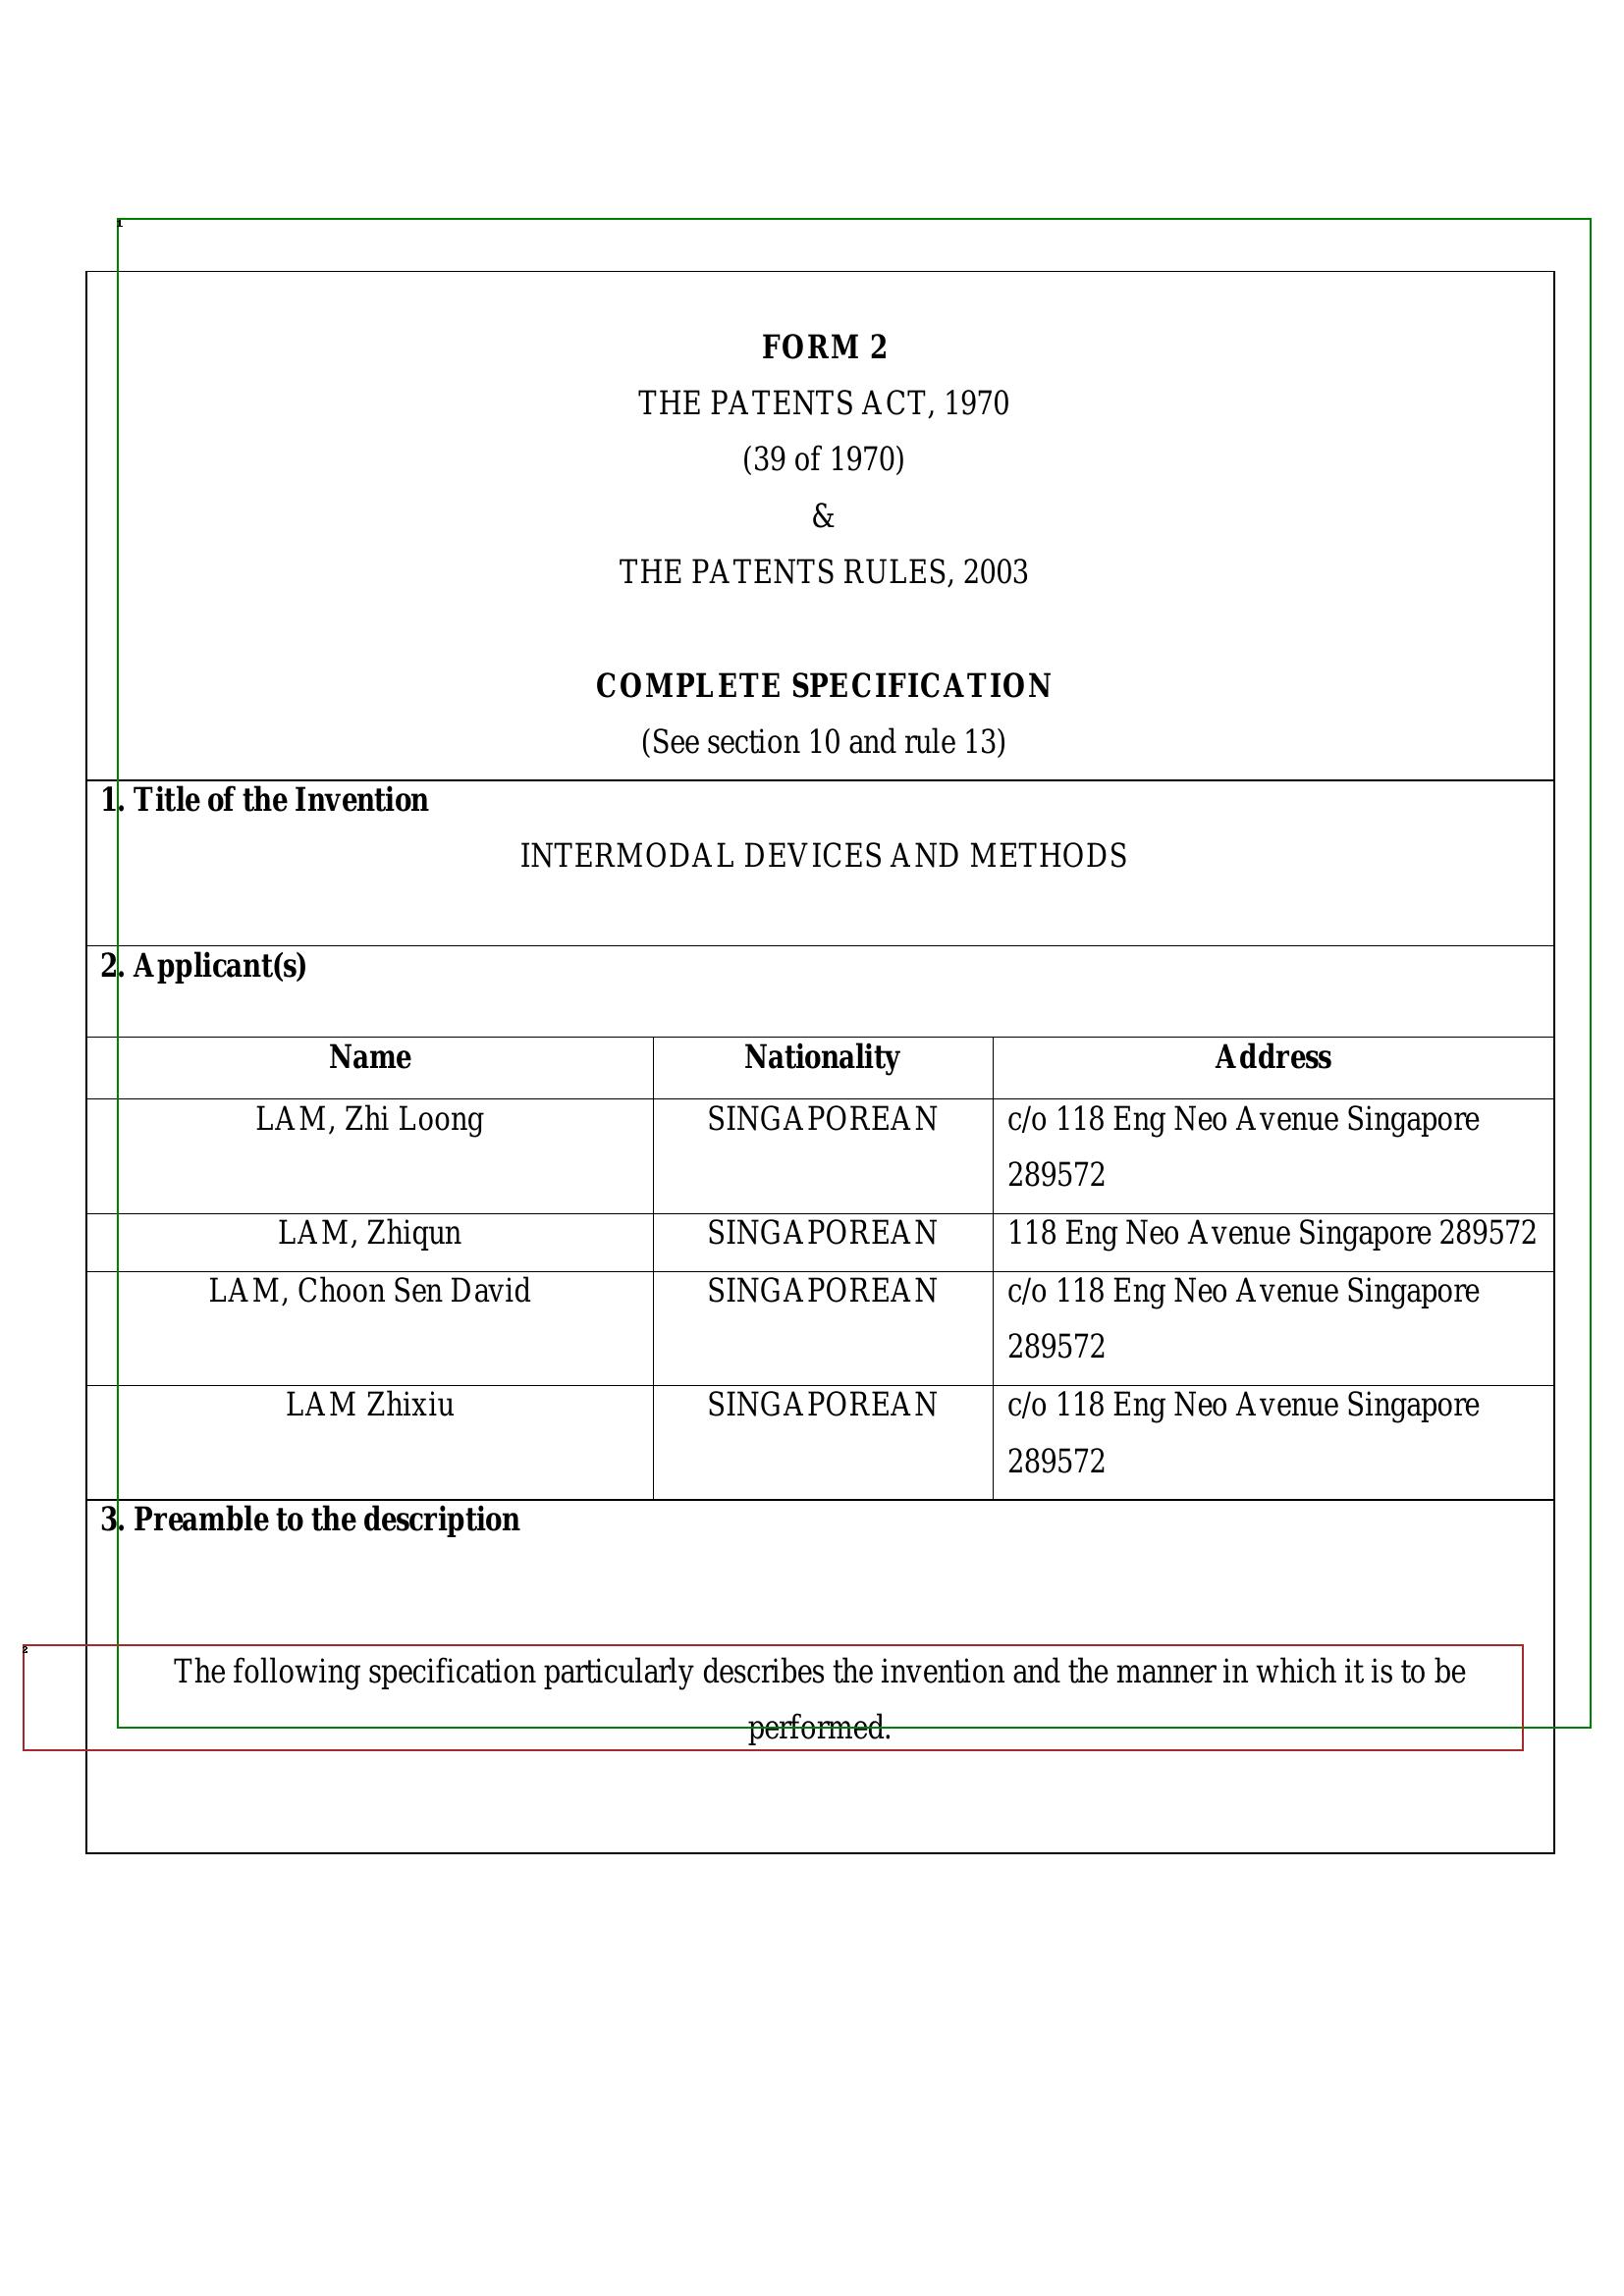 FORM 2
THE PATENTS ACT, 1970
(39 of 1970)
&
THE PATENTS RULES, 2003
COMPLETE SPECIFICATION
(See section 10 and rule 13)
1. Title of the Invention
INTERMODAL DEVICES AND METHODS
2. Applicant(s)
Name Nationality Address
LAM, Zhi Loong SINGAPOREAN c/o 118 Eng Neo Avenue Singapore
289572
LAM, Zhiqun SINGAPOREAN 118 Eng Neo Avenue Singapore 289572
LAM, Choon Sen David SINGAPOREAN c/o 118 Eng Neo Avenue Singapore
289572
LAM Zhixiu SINGAPOREAN c/o 118 Eng Neo Avenue Singapore
289572
3. Preamble to the description
The following specification particularly describes the invention and the manner in which it is to be
performed.